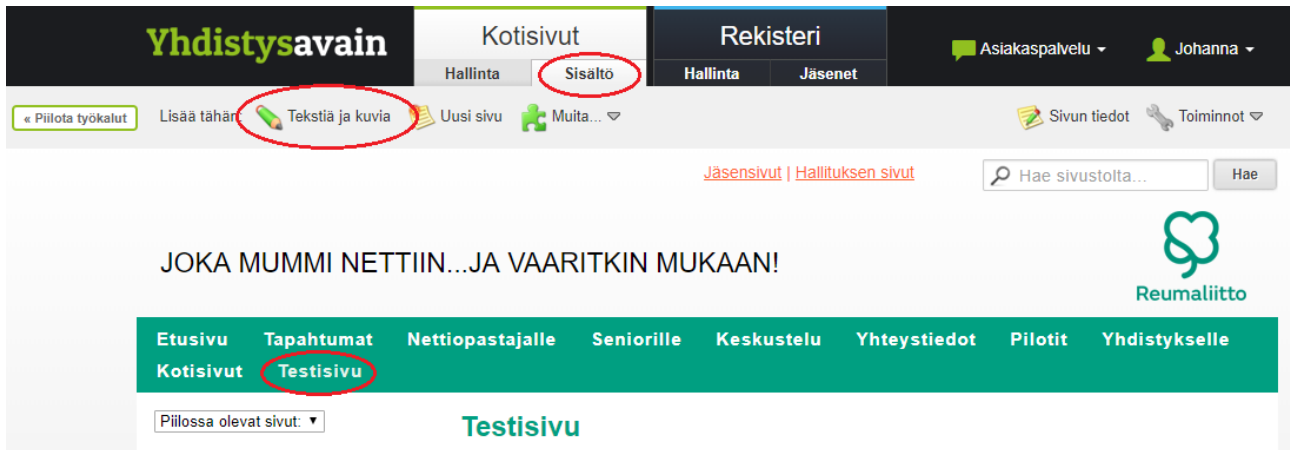 Yhdistysavain Kotisivut Rekisteri Asiakaspalvelu Johanna
Hallinta Sisältö Hallinta Jäsenet
« Piilota työkalut Lisää tähän: Tekstiä ja kuvia Uusi sivu Muita... Sivun tiedot Toiminnot
Jäsensivut | Hallituksen sivut Hae sivustolta... Hae
JOKA MUMMI NETTIIN...JA VAARITKIN MUKAAN!
Reumaliitto
Etusivu Tapahtumat Nettiopastajalle Seniorille Keskustelu Yhteystiedot Pilotit Yhdistykselle
Kotisivut Testisivu
Piilossa olevat sivut:
Testisivu